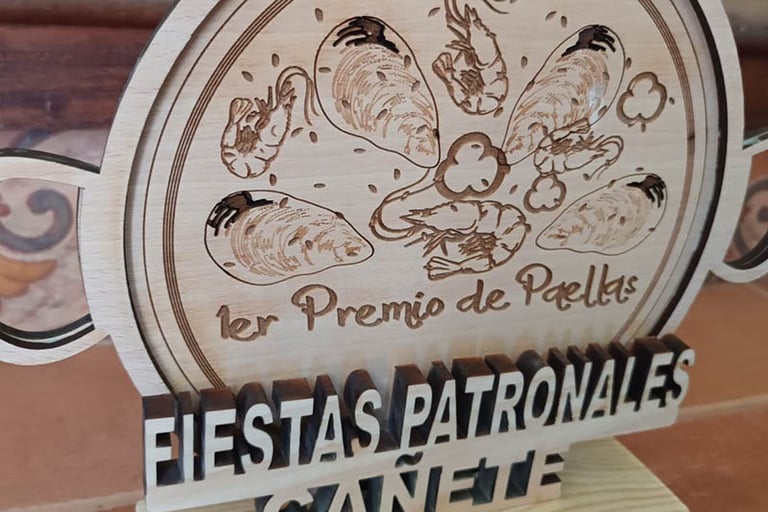 1er Premio de Paellas
FIESTAS PATRONALES
CAÑETE